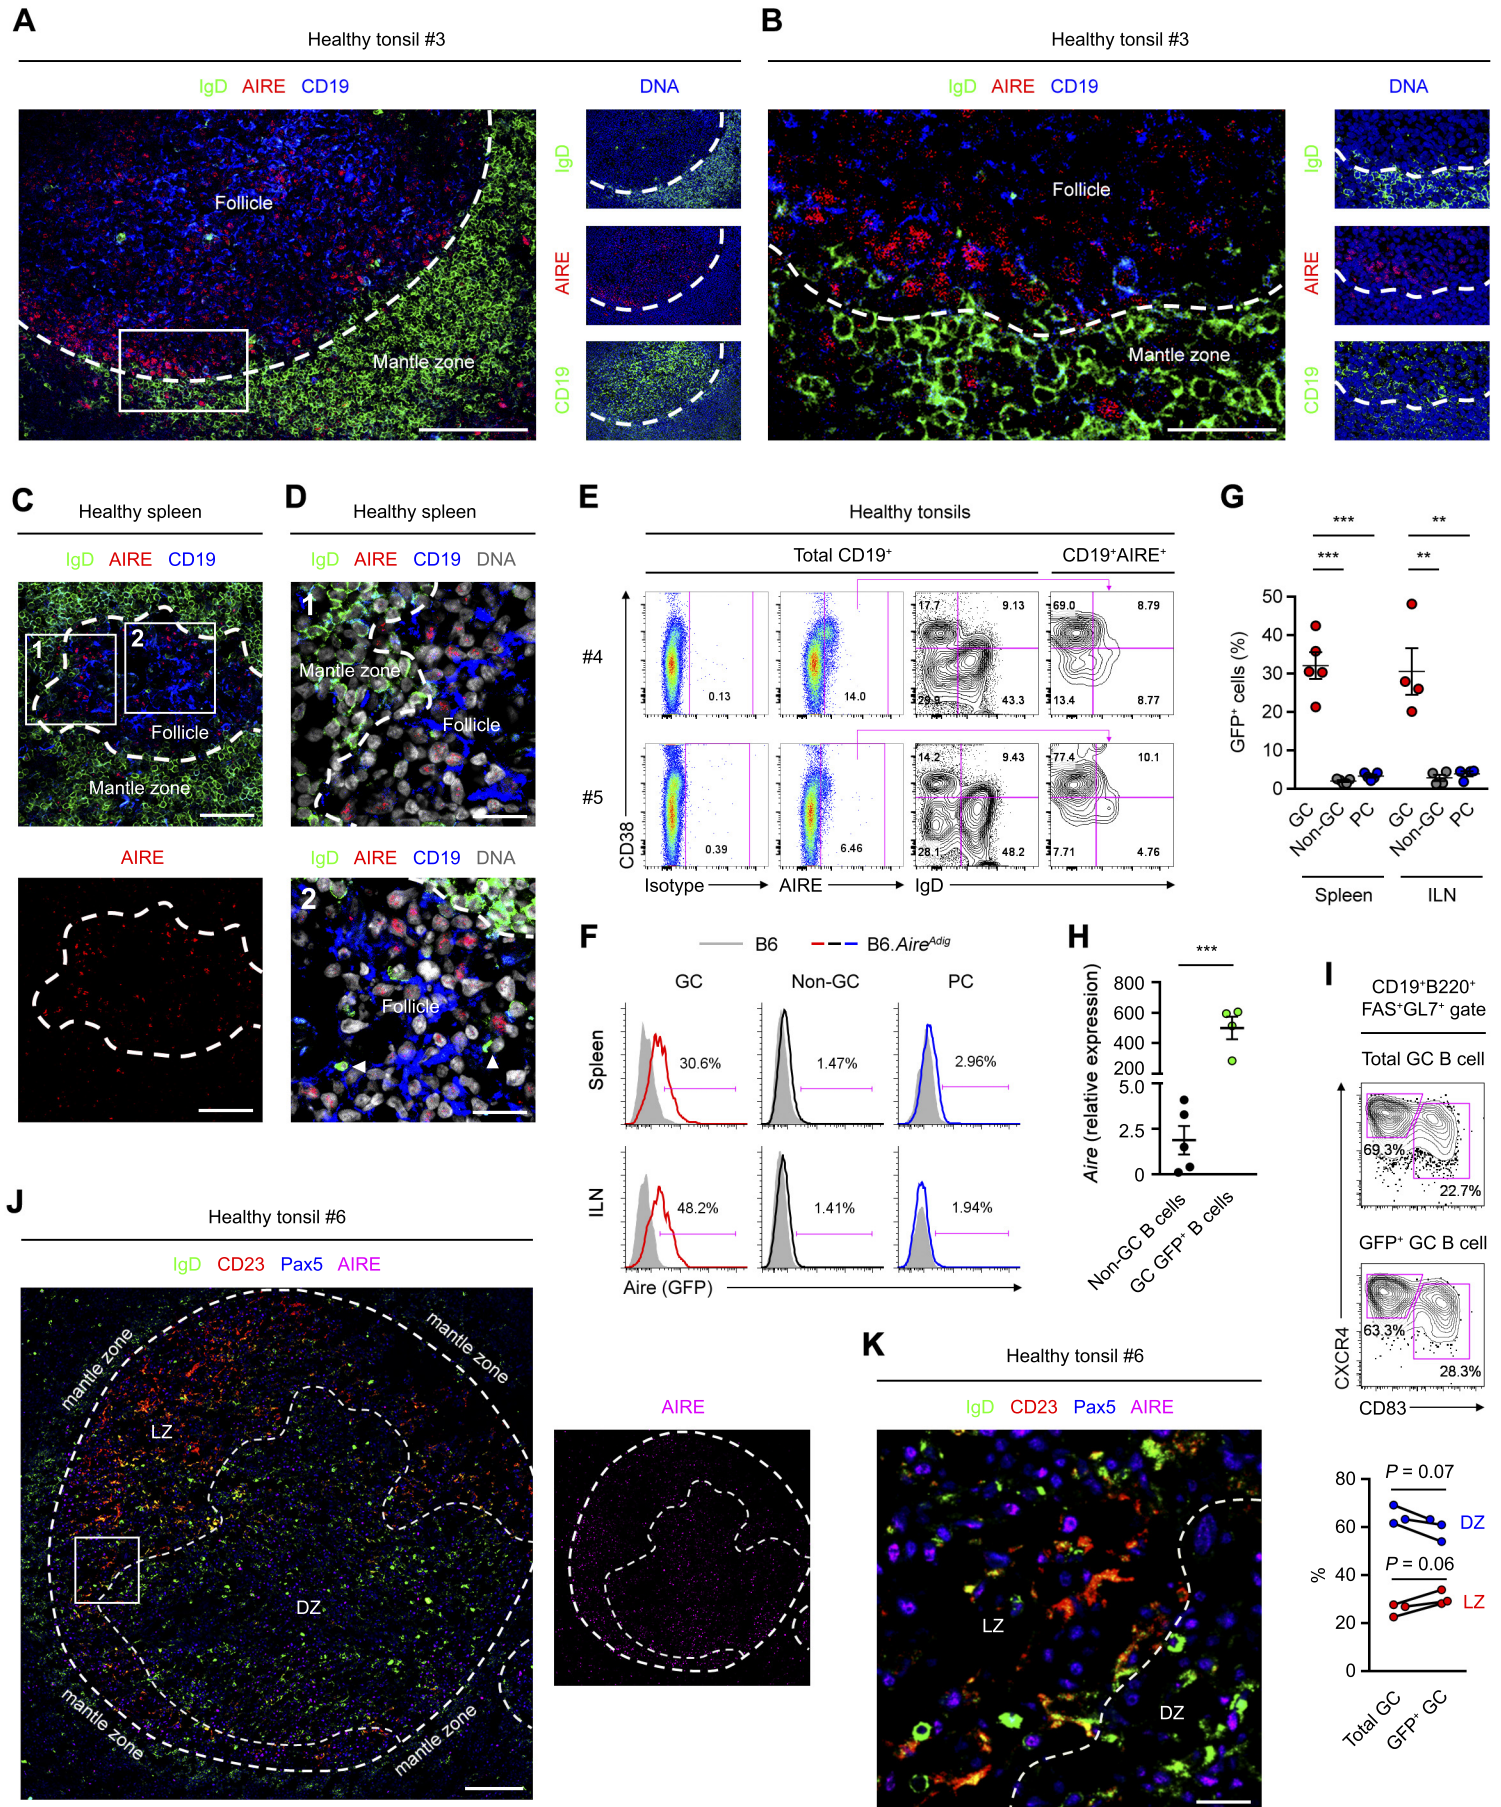 A
Healthy tonsil #3
IgD AIRE CD19
DNA
Follicle
Mantle zone
IgD
AIRE
CD19
B
Healthy tonsil #3
IgD AIRE CD19
DNA
Follicle
Mantle zone
IgD
AIRE
CD19
C
Healthy spleen
IgD AIRE CD19
1
2
Follicle
Mantle zone
AIRE
D
Healthy spleen
IgD AIRE CD19 DNA
1
Mantle zone
Follicle
IgD AIRE CD19 DNA
2
Follicle
E
Healthy tonsils
Total CD19+
CD19+AIRE+
#4
0.13
14.0
17.7
9.13
29.9
43.3
69.0
8.79
13.4
8.77
#5
0.39
6.46
14.2
9.43
28.1
48.2
77.4
10.1
7.71
4.76
CD38
Isotype
AIRE
IgD
F
B6
B6.AireAdig
GC
Non-GC
PC
Spleen
30.6%
1.47%
2.96%
ILN
48.2%
1.41%
1.94%
Aire (GFP)
G
***
**
***
**
GFP+ cells (%)
50
40
30
20
10
0
GC
Non-GC
PC
GC
Non-GC
PC
Spleen
ILN
H
***
Aire (relative expression)
800
600
400
200
5.0
2.5
0
Non-GC B cells
GC GFP+ B cells
I
CD19+B220+
FAS+GL7+ gate
Total GC B cell
69.3%
22.7%
GFP+ GC B cell
63.3%
28.3%
CXCR4
CD83
80
60
40
20
0
%
P = 0.07
DZ
P = 0.06
LZ
Total GC
GFP+ GC
J
Healthy tonsil #6
IgD CD23 Pax5 AIRE
mantle zone
mantle zone
LZ
DZ
mantle zone
mantle zone
AIRE
K
Healthy tonsil #6
IgD CD23 Pax5 AIRE
LZ
DZ